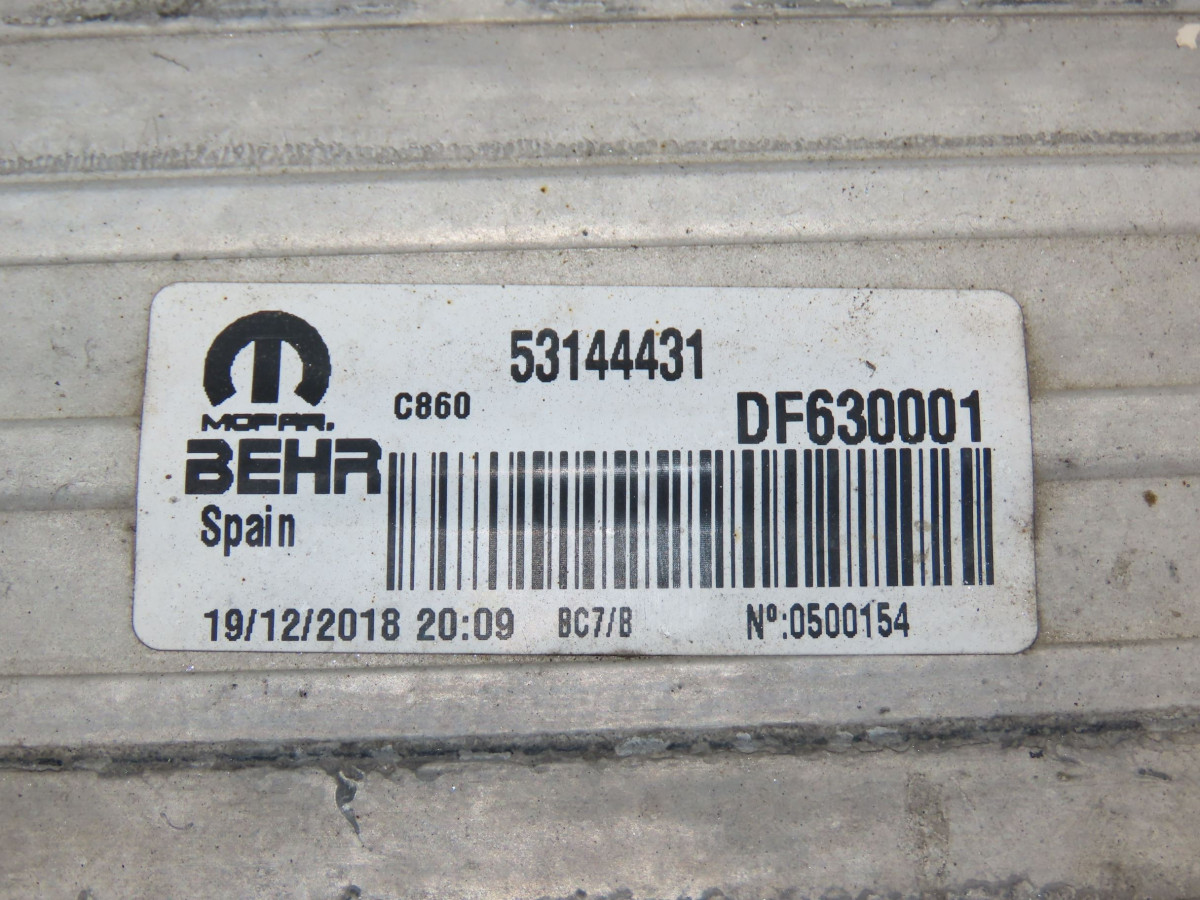 53144431
MOPAR.
C860
DF630001
BEHR
Spain
19/12/2018 20:09 BC7/B Nº:0500154